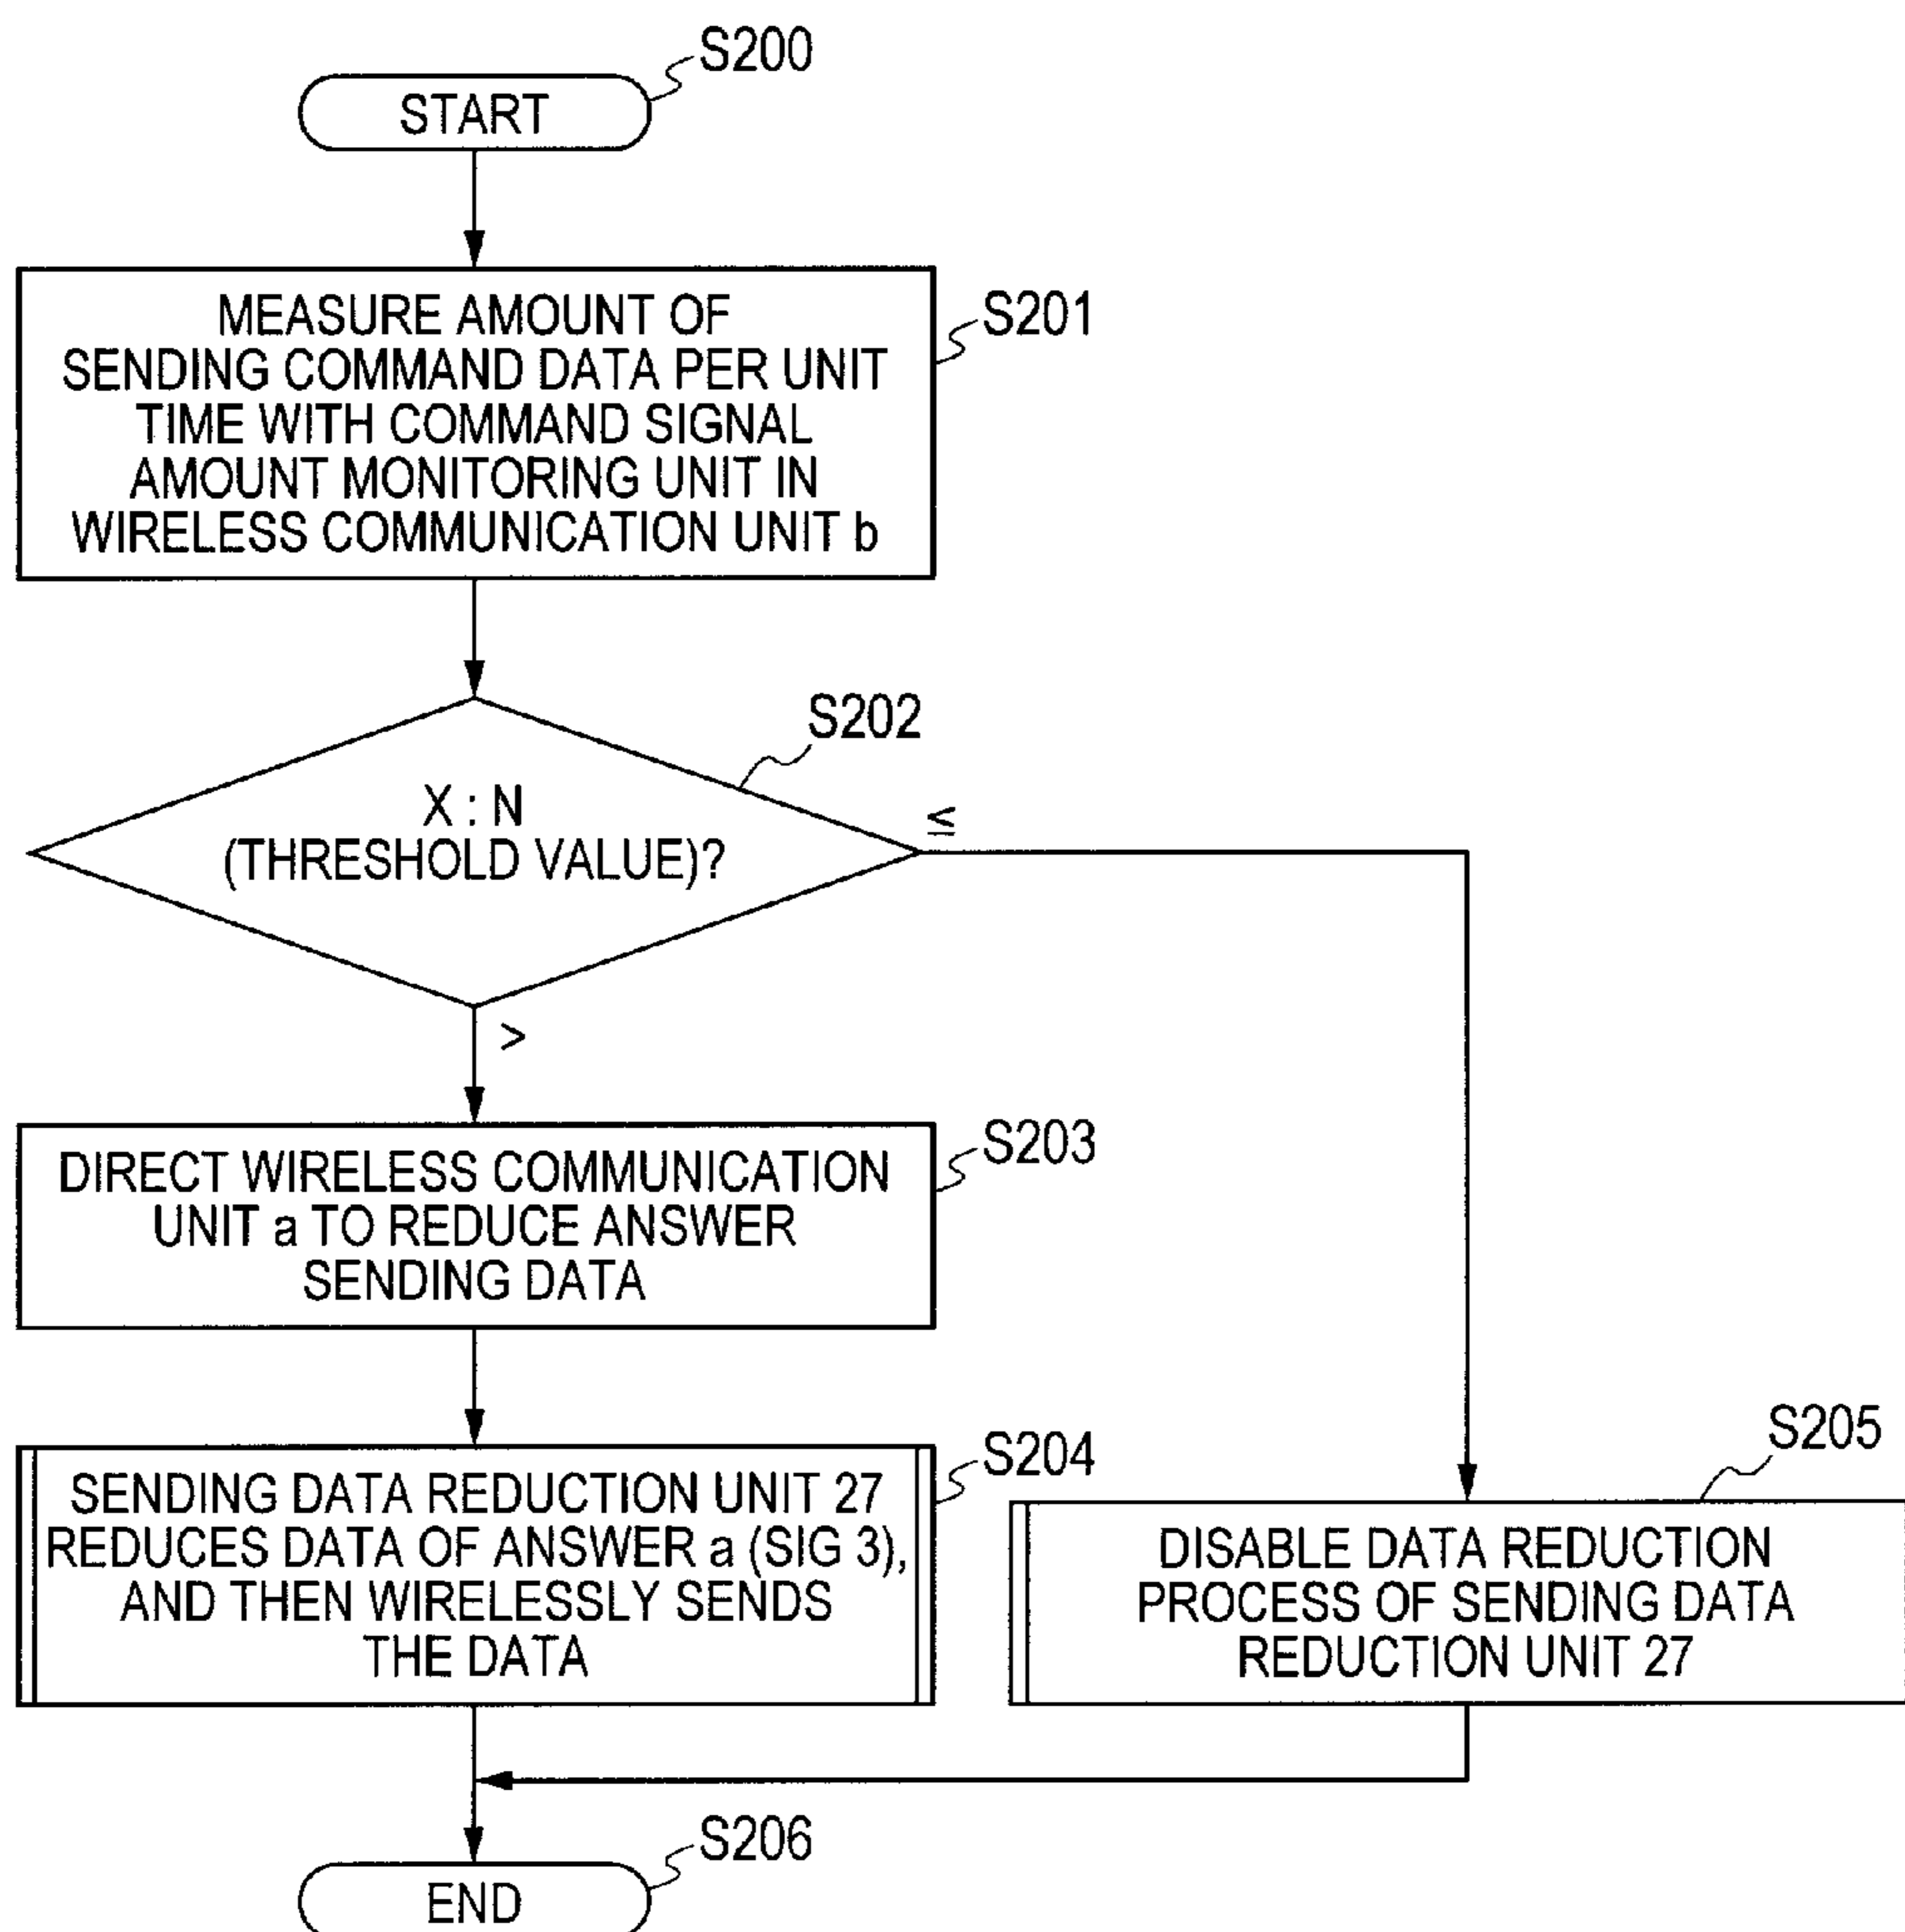 S200
START
MEASURE AMOUNT OF
SENDING COMMAND DATA PER UNIT
TIME WITH COMMAND SIGNAL
AMOUNT MONITORING UNIT IN
WIRELESS COMMUNICATION UNIT b
S201
S202
X : N
(THRESHOLD VALUE)?
≤
>
DIRECT WIRELESS COMMUNICATION
UNIT a TO REDUCE ANSWER
SENDING DATA
S203
SENDING DATA REDUCTION UNIT 27
REDUCES DATA OF ANSWER a (SIG 3),
AND THEN WIRELESSLY SENDS
THE DATA
S204
S205
DISABLE DATA REDUCTION
PROCESS OF SENDING DATA
REDUCTION UNIT 27
S206
END